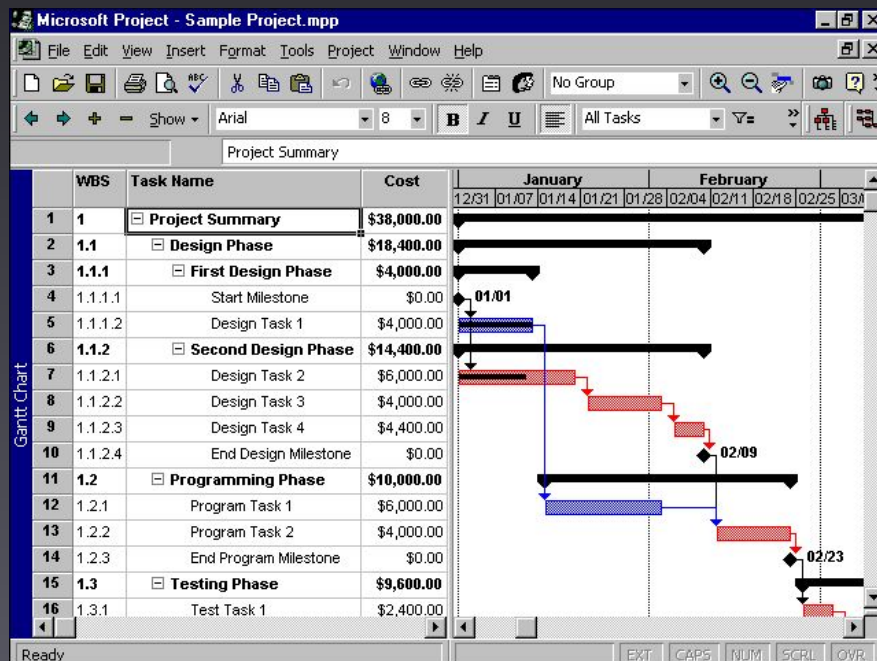 Microsoft Project - Sample Project.mpp
File Edit View Insert Format Tools Project Window Help
ABC No Group
Show Arial 8 B I U All Tasks
Project Summary
WBS Task Name Cost January February
12/31 01/07 01/14 01/21 01/28 02/04 02/11 02/18 02/25
1 1 Project Summary $38,000.00
2 1.1 Design Phase $18,400.00
3 1.1.1 First Design Phase $4,000.00
4 1.1.1.1 Start Milestone $0.00 01/01
5 1.1.1.2 Design Task 1 $4,000.00
6 1.1.2 Second Design Phase $14,400.00
7 1.1.2.1 Design Task 2 $6,000.00
8 1.1.2.2 Design Task 3 $4,000.00
9 1.1.2.3 Design Task 4 $4,400.00
10 1.1.2.4 End Design Milestone $0.00 02/09
11 1.2 Programming Phase $10,000.00
12 1.2.1 Program Task 1 $6,000.00
13 1.2.2 Program Task 2 $4,000.00
14 1.2.3 End Program Milestone $0.00 02/23
15 1.3 Testing Phase $9,600.00
16 1.3.1 Test Task 1 $2,400.00
Gantt Chart
Ready EXT CAPS NUM SCRL OVR